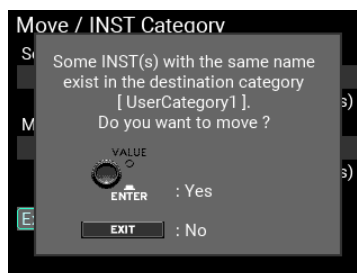 Move / INST Category
Some INST(s) with the same name
exist in the destination category
[ UserCategory1 ].
Do you want to move ?
VALUE
ENTER : Yes
EXIT : No